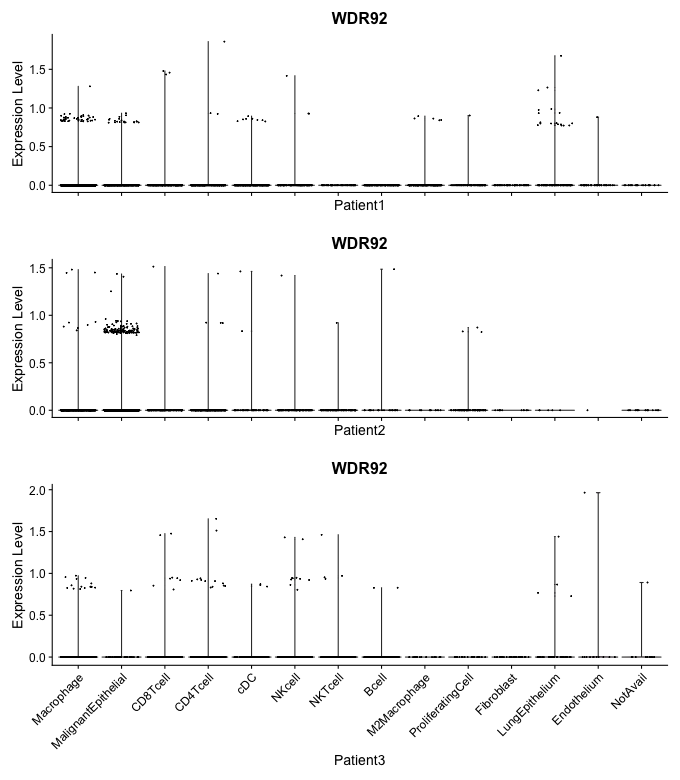 WDR92
Expression Level
1.5
1.0
0.5
0.0
Patient1
WDR92
Expression Level
1.5
1.0
0.5
0.0
Patient2
WDR92
Expression Level
2.0
1.5
1.0
0.5
0.0
Macrophage
MalignantEpithelial
CD8Tcell
CD4Tcell
cDC
NKcell
NKTcell
Bcell
M2Macrophage
ProliferatingCell
Fibroblast
LungEpithelium
Endothelium
NotAvail
Patient3